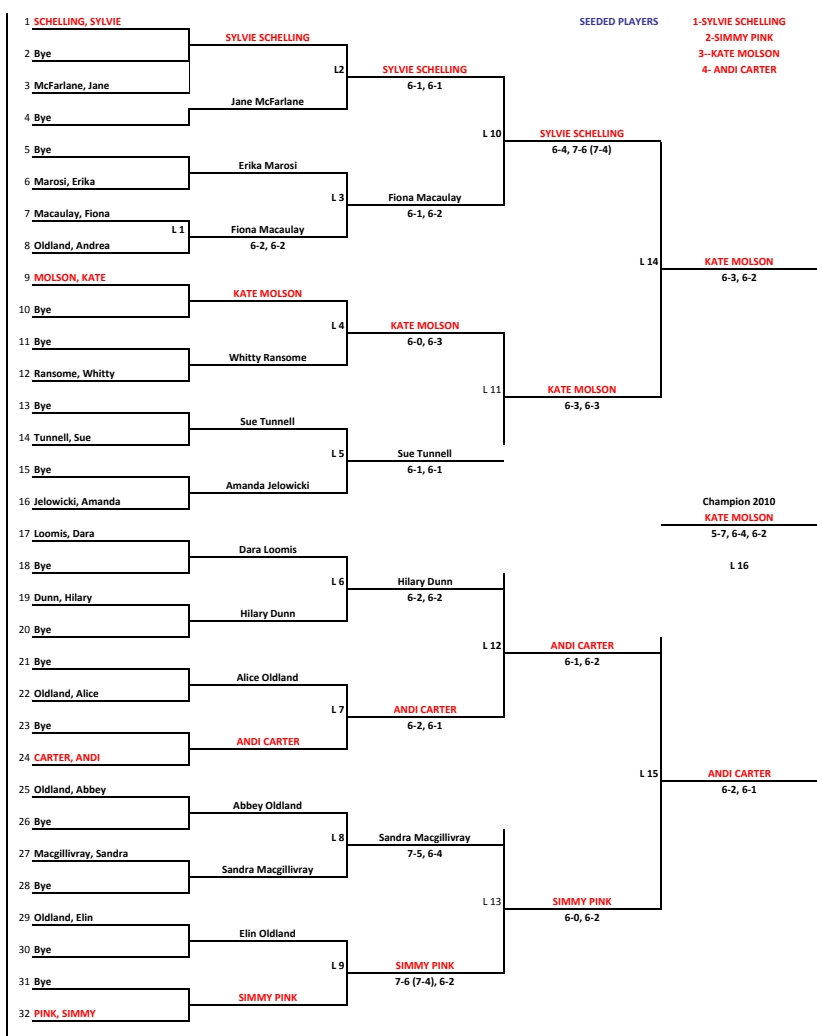 SEEDED PLAYERS
1-SYLVIE SCHELLING
2-SIMMY PINK
3--KATE MOLSON
4- ANDI CARTER
1 SCHELLING, SYLVIE
2 Bye
3 McFarlane, Jane
4 Bye
5 Bye
6 Marosi, Erika
7 Macaulay, Fiona
8 Oldland, Andrea
9 MOLSON, KATE
10 Bye
11 Bye
12 Ransome, Whitty
13 Bye
14 Tunnell, Sue
15 Bye
16 Jelowicki, Amanda
17 Loomis, Dara
18 Bye
19 Dunn, Hilary
20 Bye
21 Bye
22 Oldland, Alice
23 Bye
24 CARTER, ANDI
25 Oldland, Abbey
26 Bye
27 Macgillivray, Sandra
28 Bye
29 Oldland, Elin
30 Bye
31 Bye
32 PINK, SIMMY
SYLVIE SCHELLING
Jane McFarlane
Erika Marosi
L 1
Fiona Macaulay
6-2, 6-2
KATE MOLSON
Whitty Ransome
Sue Tunnell
Amanda Jelowicki
Dara Loomis
Hilary Dunn
Alice Oldland
ANDI CARTER
Abbey Oldland
Sandra Macgillivray
Elin Oldland
SIMMY PINK
L2
SYLVIE SCHELLING
6-1, 6-1
L 3
Fiona Macaulay
6-1, 6-2
L 4
KATE MOLSON
6-0, 6-3
L 5
Sue Tunnell
6-1, 6-1
L 6
Hilary Dunn
6-2, 6-2
L 7
ANDI CARTER
6-2, 6-1
L 8
Sandra Macgillivray
7-5, 6-4
L 9
SIMMY PINK
7-6 (7-4), 6-2
L 10
SYLVIE SCHELLING
6-4, 7-6 (7-4)
L 11
KATE MOLSON
6-3, 6-3
L 12
ANDI CARTER
6-1, 6-2
L 13
SIMMY PINK
6-0, 6-2
L 14
KATE MOLSON
6-3, 6-2
L 15
ANDI CARTER
6-2, 6-1
Champion 2010
KATE MOLSON
5-7, 6-4, 6-2
L 16